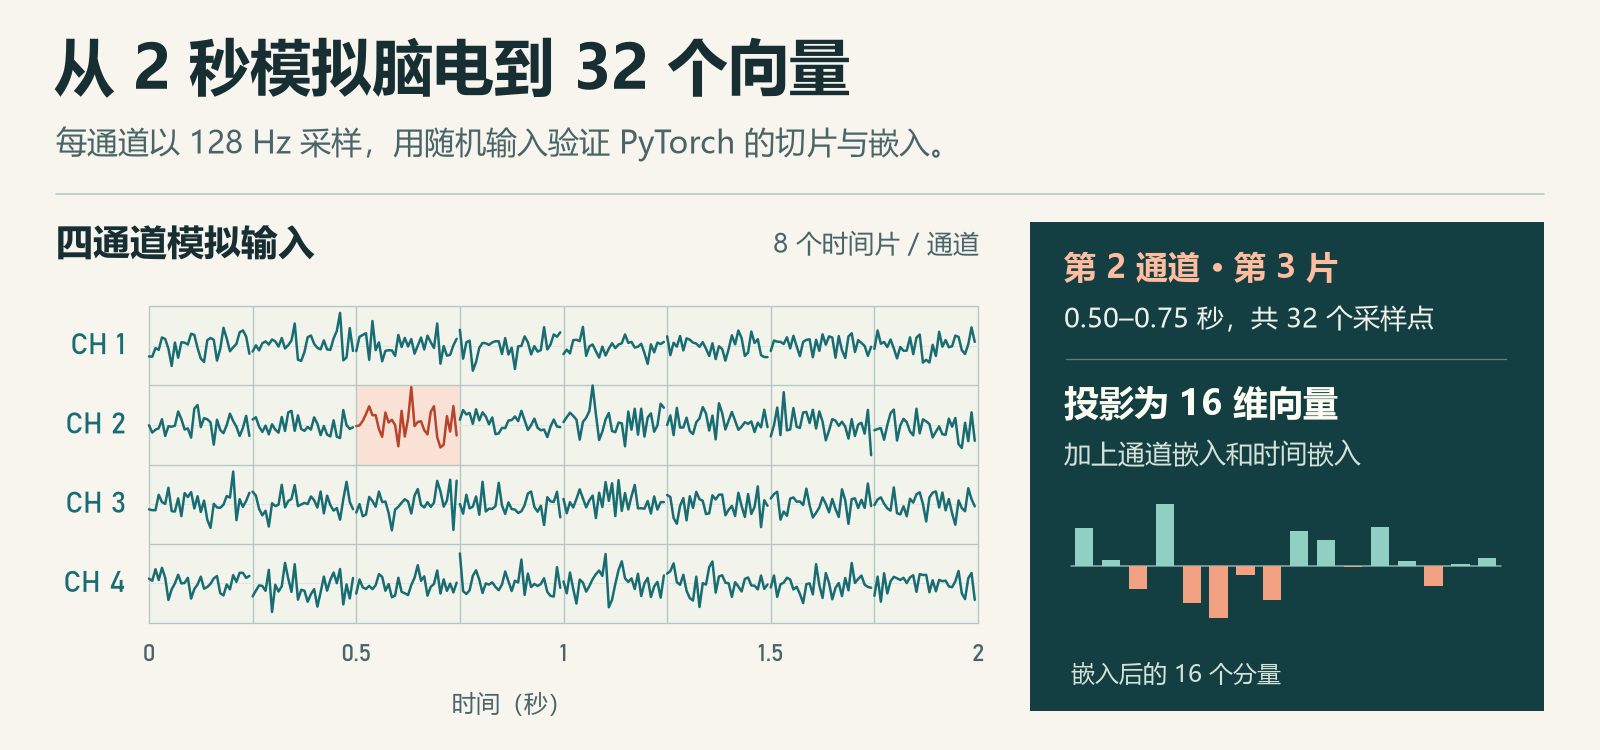 从 2 秒模拟脑电到 32 个向量
每通道以 128 Hz 采样，用随机输入验证 PyTorch 的切片与嵌入。
四通道模拟输入
8 个时间片 / 通道
CH 1
CH 2
CH 3
CH 4
0 0.5 1 1.5 2
时间（秒）
第 2 通道 • 第 3 片
0.50–0.75 秒，共 32 个采样点
投影为 16 维向量
加上通道嵌入和时间嵌入
嵌入后的 16 个分量